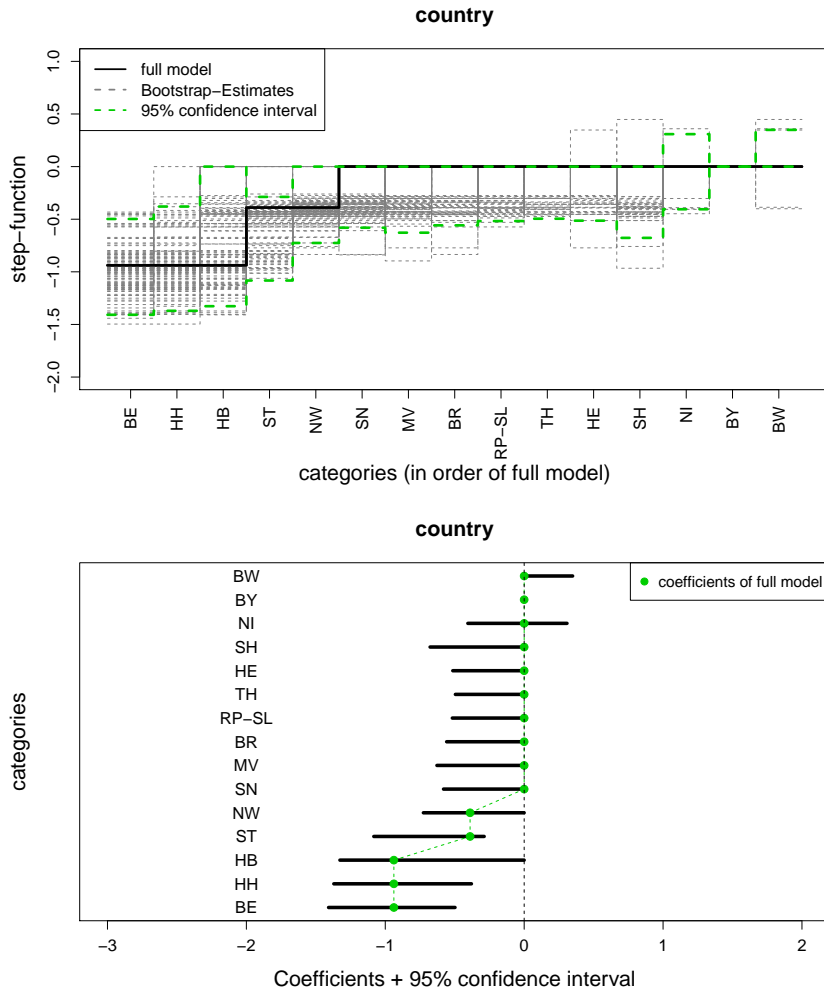 country
full model
Bootstrap−Estimates
95% confidence interval
1.0
0.5
0.0
−0.5
−1.0
−1.5
−2.0
step−function
BE
HH
HB
ST
NW
SN
MV
BR
RP−SL
TH
HE
SH
NI
BY
BW
categories (in order of full model)
country
coefficients of full model
categories
BW
BY
NI
SH
HE
TH
RP−SL
BR
MV
SN
NW
ST
HB
HH
BE
−3 −2 −1 0 1 2
Coefficients + 95% confidence interval